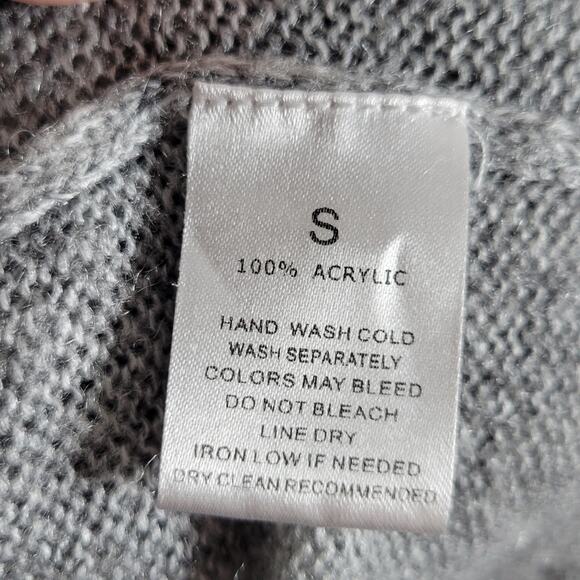 S
100% ACRYLIC
HAND WASH COLD
WASH SEPARATELY
COLORS MAY BLEED
DO NOT BLEACH
LINE DRY
IRON LOW IF NEEDED
DRY CLEAN RECOMMENDED